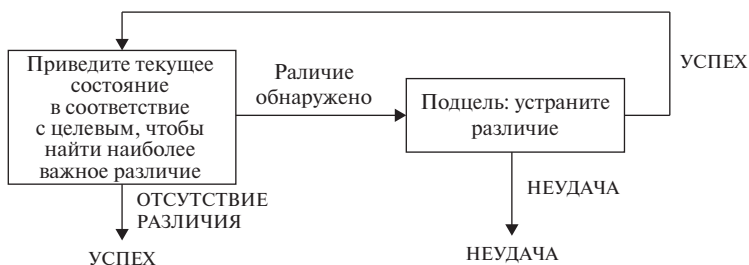 Приведите текущее
состояние
в соответствие
с целевым, чтобы
найти наиболее
важное различие
Раличие
обнаружено
Подцель: устраните
различие
УСПЕХ
ОТСУТСТВИЕ
РАЗЛИЧИЯ
НЕУДАЧА
УСПЕХ
НЕУДАЧА